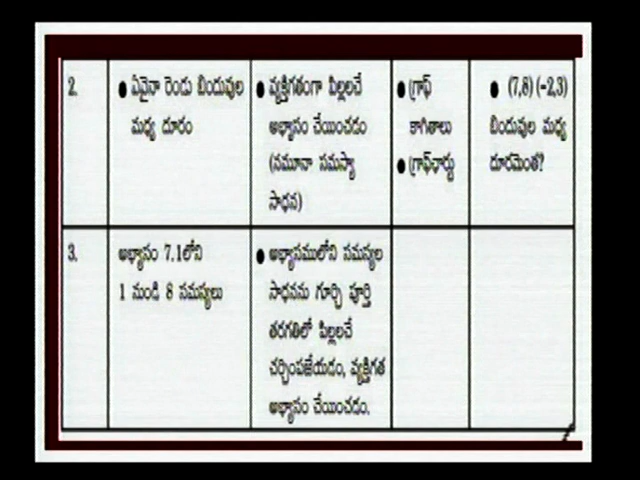 2.
● ఏవైనా రెండు బిందువుల
మధ్య దూరం
● వ్యక్తిగతంగా పిల్లలచే
అభ్యాసం చేయించడం
(నమూనా సమస్యా
సాధన)
● గ్రాఫ్
కాగితాలు
● గ్రాఫ్‌చార్టు
● (7,8) (-2,3)
బిందువుల మధ్య
దూరమెంత?
3.
అభ్యాసం 7.1లోని
1 నుండి 8 సమస్యలు
● అభ్యాసములోని సమస్యల
సాధనను గూర్చి పూర్తి
తరగతిలో పిల్లలచే
చర్చింపజేయడం, వ్యక్తిగత
అభ్యాసం చేయించడం.